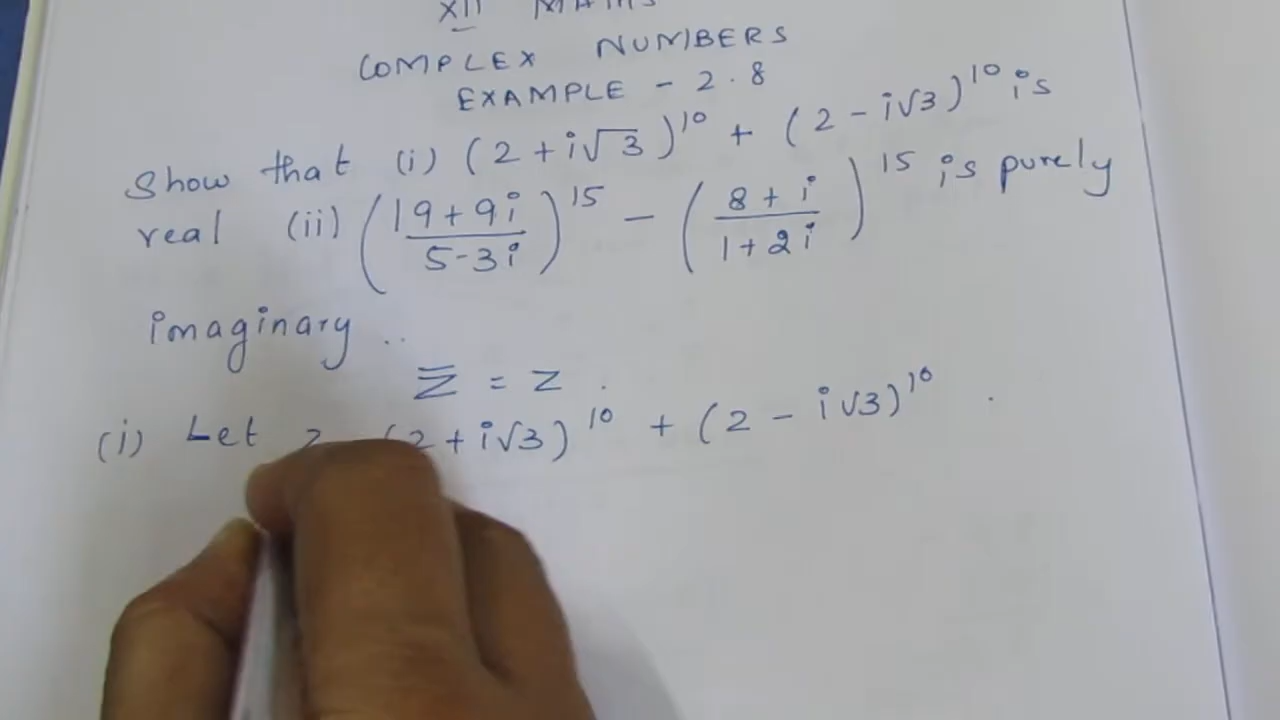 XII MATHS
COMPLEX NUMBERS
EXAMPLE - 2.8
Show that (i) (2 + i√3)^10 + (2 - i√3)^10 is
real (ii) (19 + 9i / 5 - 3i)^15 - (8 + i / 1 + 2i)^15 is purely
imaginary ..
z̿ = z .
(i) Let z (2 + i√3)^10 + (2 - i√3)^10 .